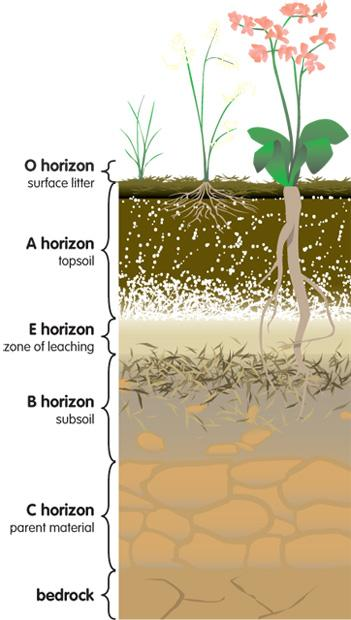 O horizon
surface litter
A horizon
topsoil
E horizon
zone of leaching
B horizon
subsoil
C horizon
parent material
bedrock